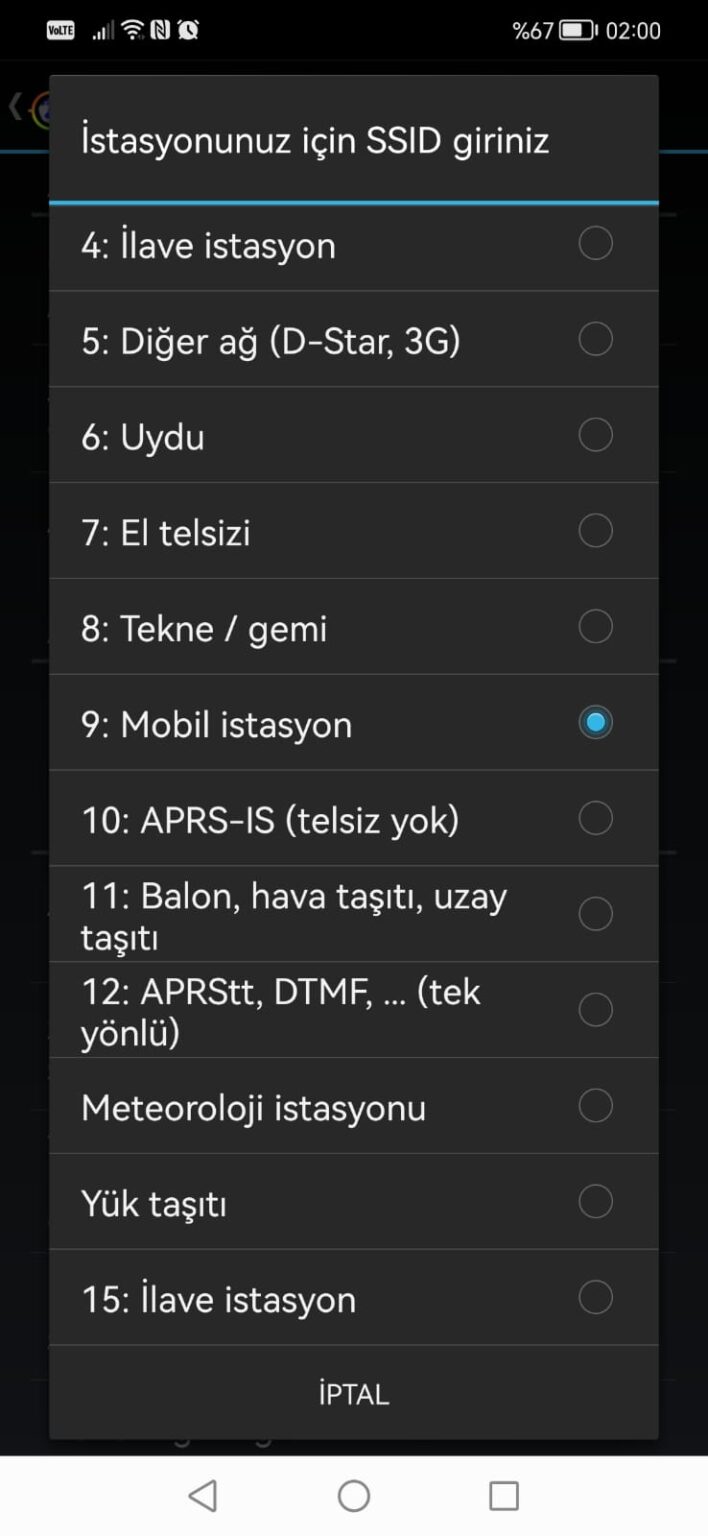 VoLTE
%67 02:00
İstasyonunuz için SSID giriniz
4: İlave istasyon
5: Diğer ağ (D-Star, 3G)
6: Uydu
7: El telsizi
8: Tekne / gemi
9: Mobil istasyon
10: APRS-IS (telsiz yok)
11: Balon, hava taşıtı, uzay
taşıtı
12: APRStt, DTMF, ... (tek
yönlü)
Meteoroloji istasyonu
Yük taşıtı
15: İlave istasyon
İPTAL